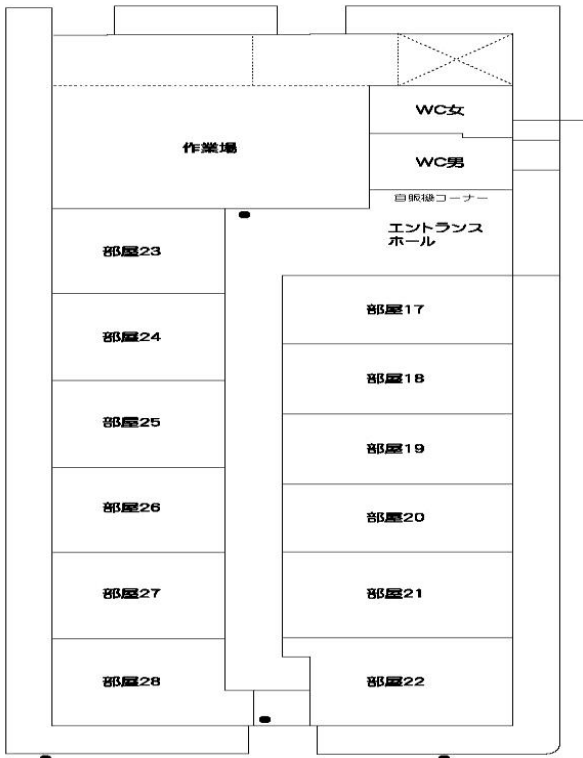 WC女
作業場
WC男
自販機コーナー
エントランス
ホール
部屋23
部屋17
部屋24
部屋18
部屋25
部屋19
部屋26
部屋20
部屋27
部屋21
部屋28
部屋22